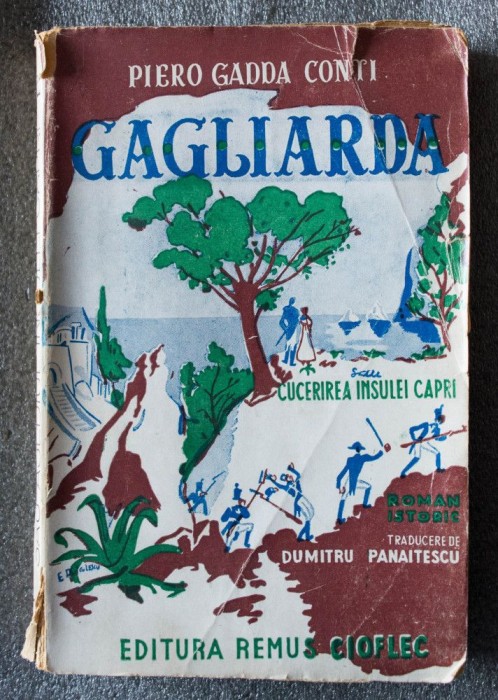 PIERO GADDA CONTI
GAGLIARDA
sau
CUCERIREA INSULEI CAPRI
ROMAN
ISTORIC
TRADUCERE DE
DUMITRU PANAITESCU
EDITURA REMUS CIOFLEC